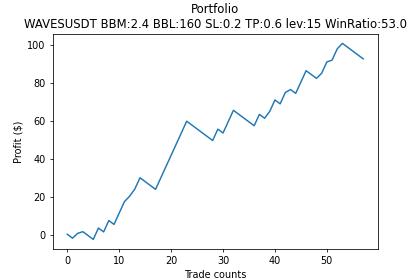 Portfolio
WAVESUSDT BBM:2.4 BBL:160 SL:0.2 TP:0.6 lev:15 WinRatio:53.0
100
80
60
40
20
0
Profit ($)
0 10 20 30 40 50
Trade counts